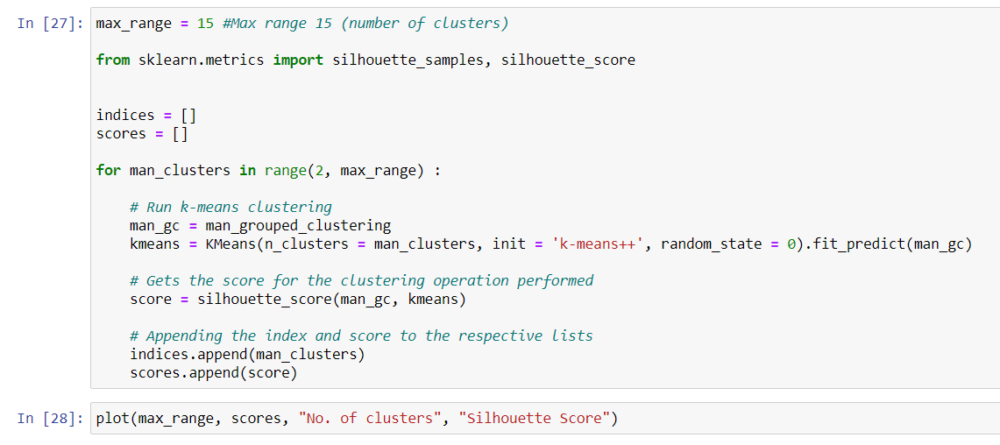 In [27]: max_range = 15 #Max range 15 (number of clusters)
from sklearn.metrics import silhouette_samples, silhouette_score
indices = []
scores = []
for man_clusters in range(2, max_range) :
# Run k-means clustering
man_gc = man_grouped_clustering
kmeans = KMeans(n_clusters = man_clusters, init = 'k-means++', random_state = 0).fit_predict(man_gc)
# Gets the score for the clustering operation performed
score = silhouette_score(man_gc, kmeans)
# Appending the index and score to the respective lists
indices.append(man_clusters)
scores.append(score)
In [28]: plot(max_range, scores, "No. of clusters", "Silhouette Score")